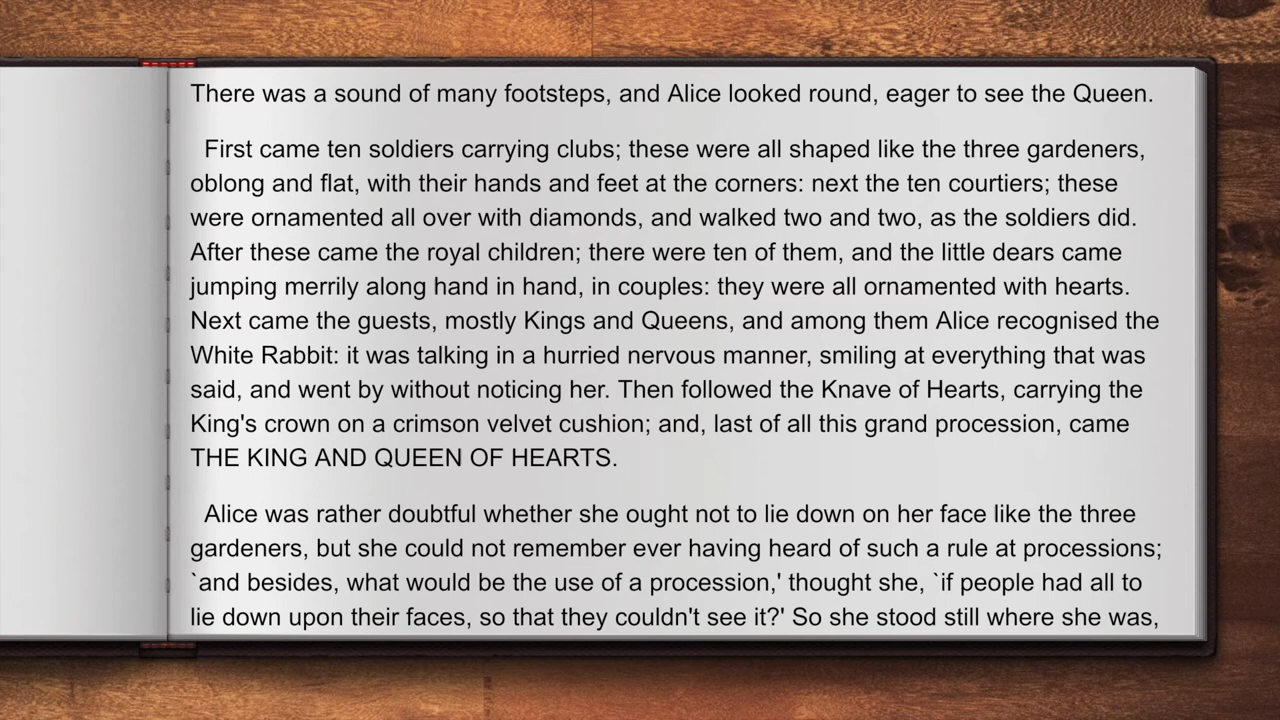 There was a sound of many footsteps, and Alice looked round, eager to see the Queen.
First came ten soldiers carrying clubs; these were all shaped like the three gardeners,
oblong and flat, with their hands and feet at the corners: next the ten courtiers; these
were ornamented all over with diamonds, and walked two and two, as the soldiers did.
After these came the royal children; there were ten of them, and the little dears came
jumping merrily along hand in hand, in couples: they were all ornamented with hearts.
Next came the guests, mostly Kings and Queens, and among them Alice recognised the
White Rabbit: it was talking in a hurried nervous manner, smiling at everything that was
said, and went by without noticing her. Then followed the Knave of Hearts, carrying the
King's crown on a crimson velvet cushion; and, last of all this grand procession, came
THE KING AND QUEEN OF HEARTS.
Alice was rather doubtful whether she ought not to lie down on her face like the three
gardeners, but she could not remember ever having heard of such a rule at processions;
`and besides, what would be the use of a procession,' thought she, `if people had all to
lie down upon their faces, so that they couldn't see it?' So she stood still where she was,